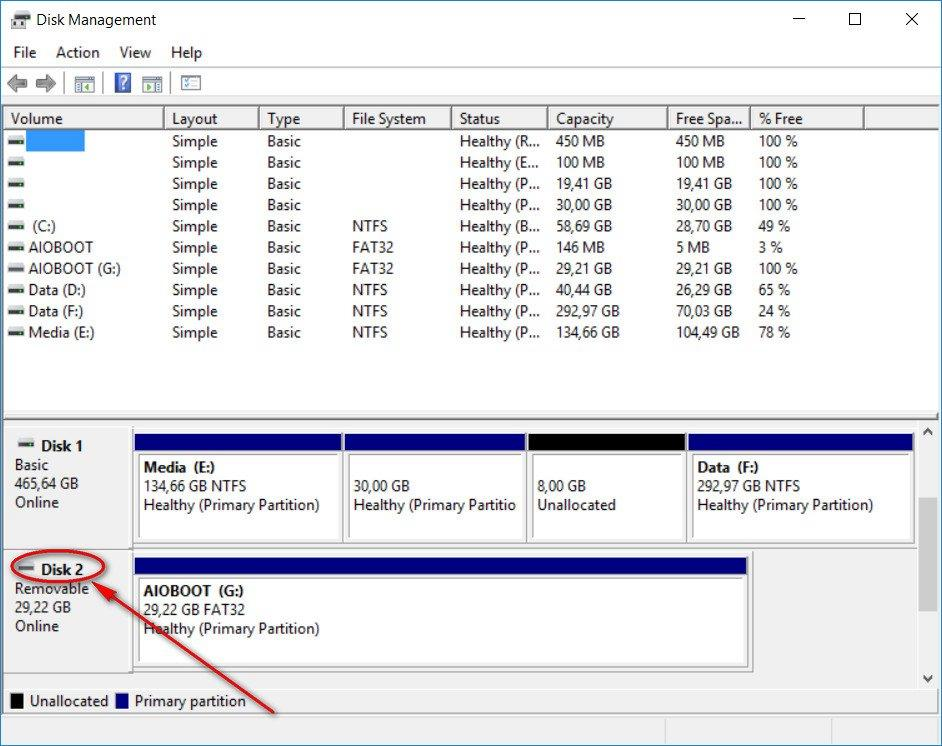 Disk Management
File Action View Help
Volume Layout Type File System Status Capacity Free Spa... % Free
Simple Basic Healthy (R... 450 MB 450 MB 100 %
Simple Basic Healthy (E... 100 MB 100 MB 100 %
Simple Basic Healthy (P... 19,41 GB 19,41 GB 100 %
Simple Basic Healthy (P... 30,00 GB 30,00 GB 100 %
(C:) Simple Basic NTFS Healthy (B... 58,69 GB 28,70 GB 49 %
AIOBOOT Simple Basic FAT32 Healthy (P... 146 MB 5 MB 3 %
AIOBOOT (G:) Simple Basic FAT32 Healthy (P... 29,21 GB 29,21 GB 100 %
Data (D:) Simple Basic NTFS Healthy (P... 40,44 GB 26,29 GB 65 %
Data (F:) Simple Basic NTFS Healthy (P... 292,97 GB 70,03 GB 24 %
Media (E:) Simple Basic NTFS Healthy (P... 134,66 GB 104,49 GB 78 %
Disk 1
Basic
465,64 GB
Online
Media (E:)
134,66 GB NTFS
Healthy (Primary Partition)
30,00 GB
Healthy (Primary Partitio
8,00 GB
Unallocated
Data (F:)
292,97 GB NTFS
Healthy (Primary Partition)
Disk 2
Removable
29,22 GB
Online
AIOBOOT (G:)
29,22 GB FAT32
Healthy (Primary Partition)
Unallocated Primary partition